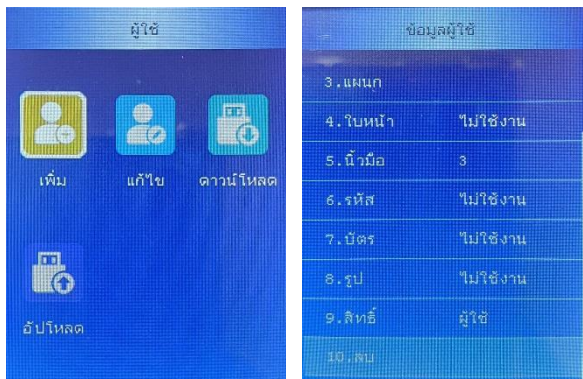 ผู้ใช้
เพิ่ม
แก้ไข
ดาวน์โหลด
อัปโหลด
ข้อมูลผู้ใช้
3.แผนก
4.ใบหน้า ไม่ใช้งาน
5.นิ้วมือ 3
6.รหัส ไม่ใช้งาน
7.บัตร ไม่ใช้งาน
8.รูป ไม่ใช้งาน
9.สิทธิ์ ผู้ใช้
10.ลบ